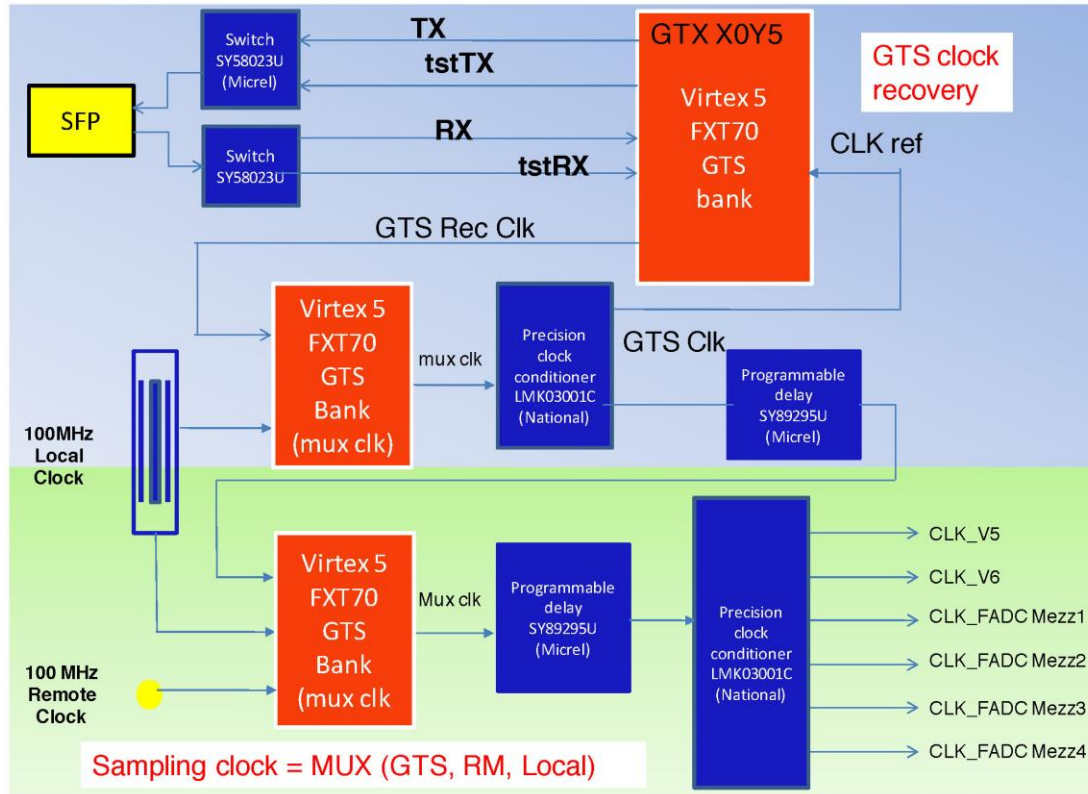 TX
GTX X0Y5
GTS clock
recovery
Switch
SY58023U
(Micrel)
tstTX
Virtex 5
FXT70
GTS
bank
SFP
RX
Switch
SY58023U
tstRX
CLK ref
GTS Rec Clk
Virtex 5
FXT70
GTS
Bank
(mux clk)
mux clk
Precision
clock
conditioner
LMK03001C
(National)
GTS Clk
Programmable
delay
SY89295U
(Micrel)
100MHz
Local
Clock
Virtex 5
FXT70
GTS
Bank
(mux clk
Mux clk
Programmable
delay
SY89295U
(Micrel)
Precision
clock
conditioner
LMK03001C
(National)
CLK_V5
CLK_V6
CLK_FADC Mezz1
CLK_FADC Mezz2
CLK_FADC Mezz3
CLK_FADC Mezz4
100 MHz
Remote
Clock
Sampling clock = MUX (GTS, RM, Local)